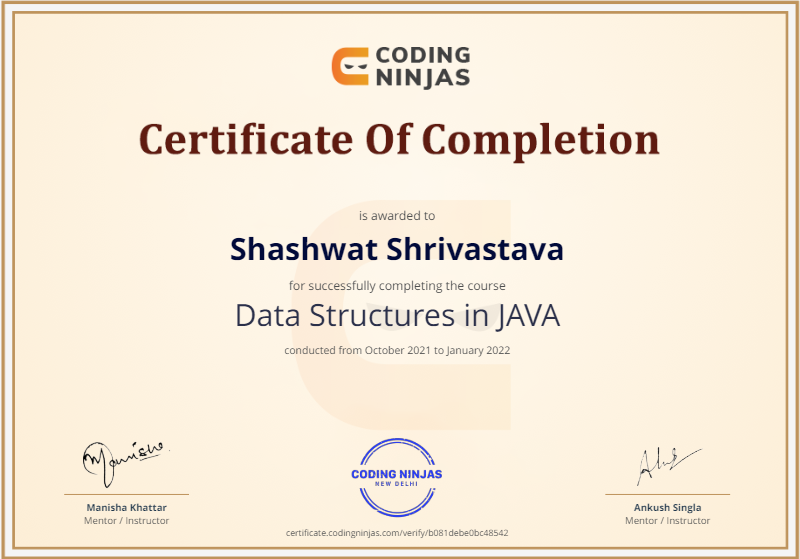 CODING
NINJAS
Certificate Of Completion
is awarded to
Shashwat Shrivastava
for successfully completing the course
Data Structures in JAVA
conducted from October 2021 to January 2022
Manisha
Manisha Khattar
Mentor / Instructor
CODING NINJAS
NEW DELHI
certificate.codingninjas.com/verify/b081debe0bc48542
Ankush Singla
Mentor / Instructor